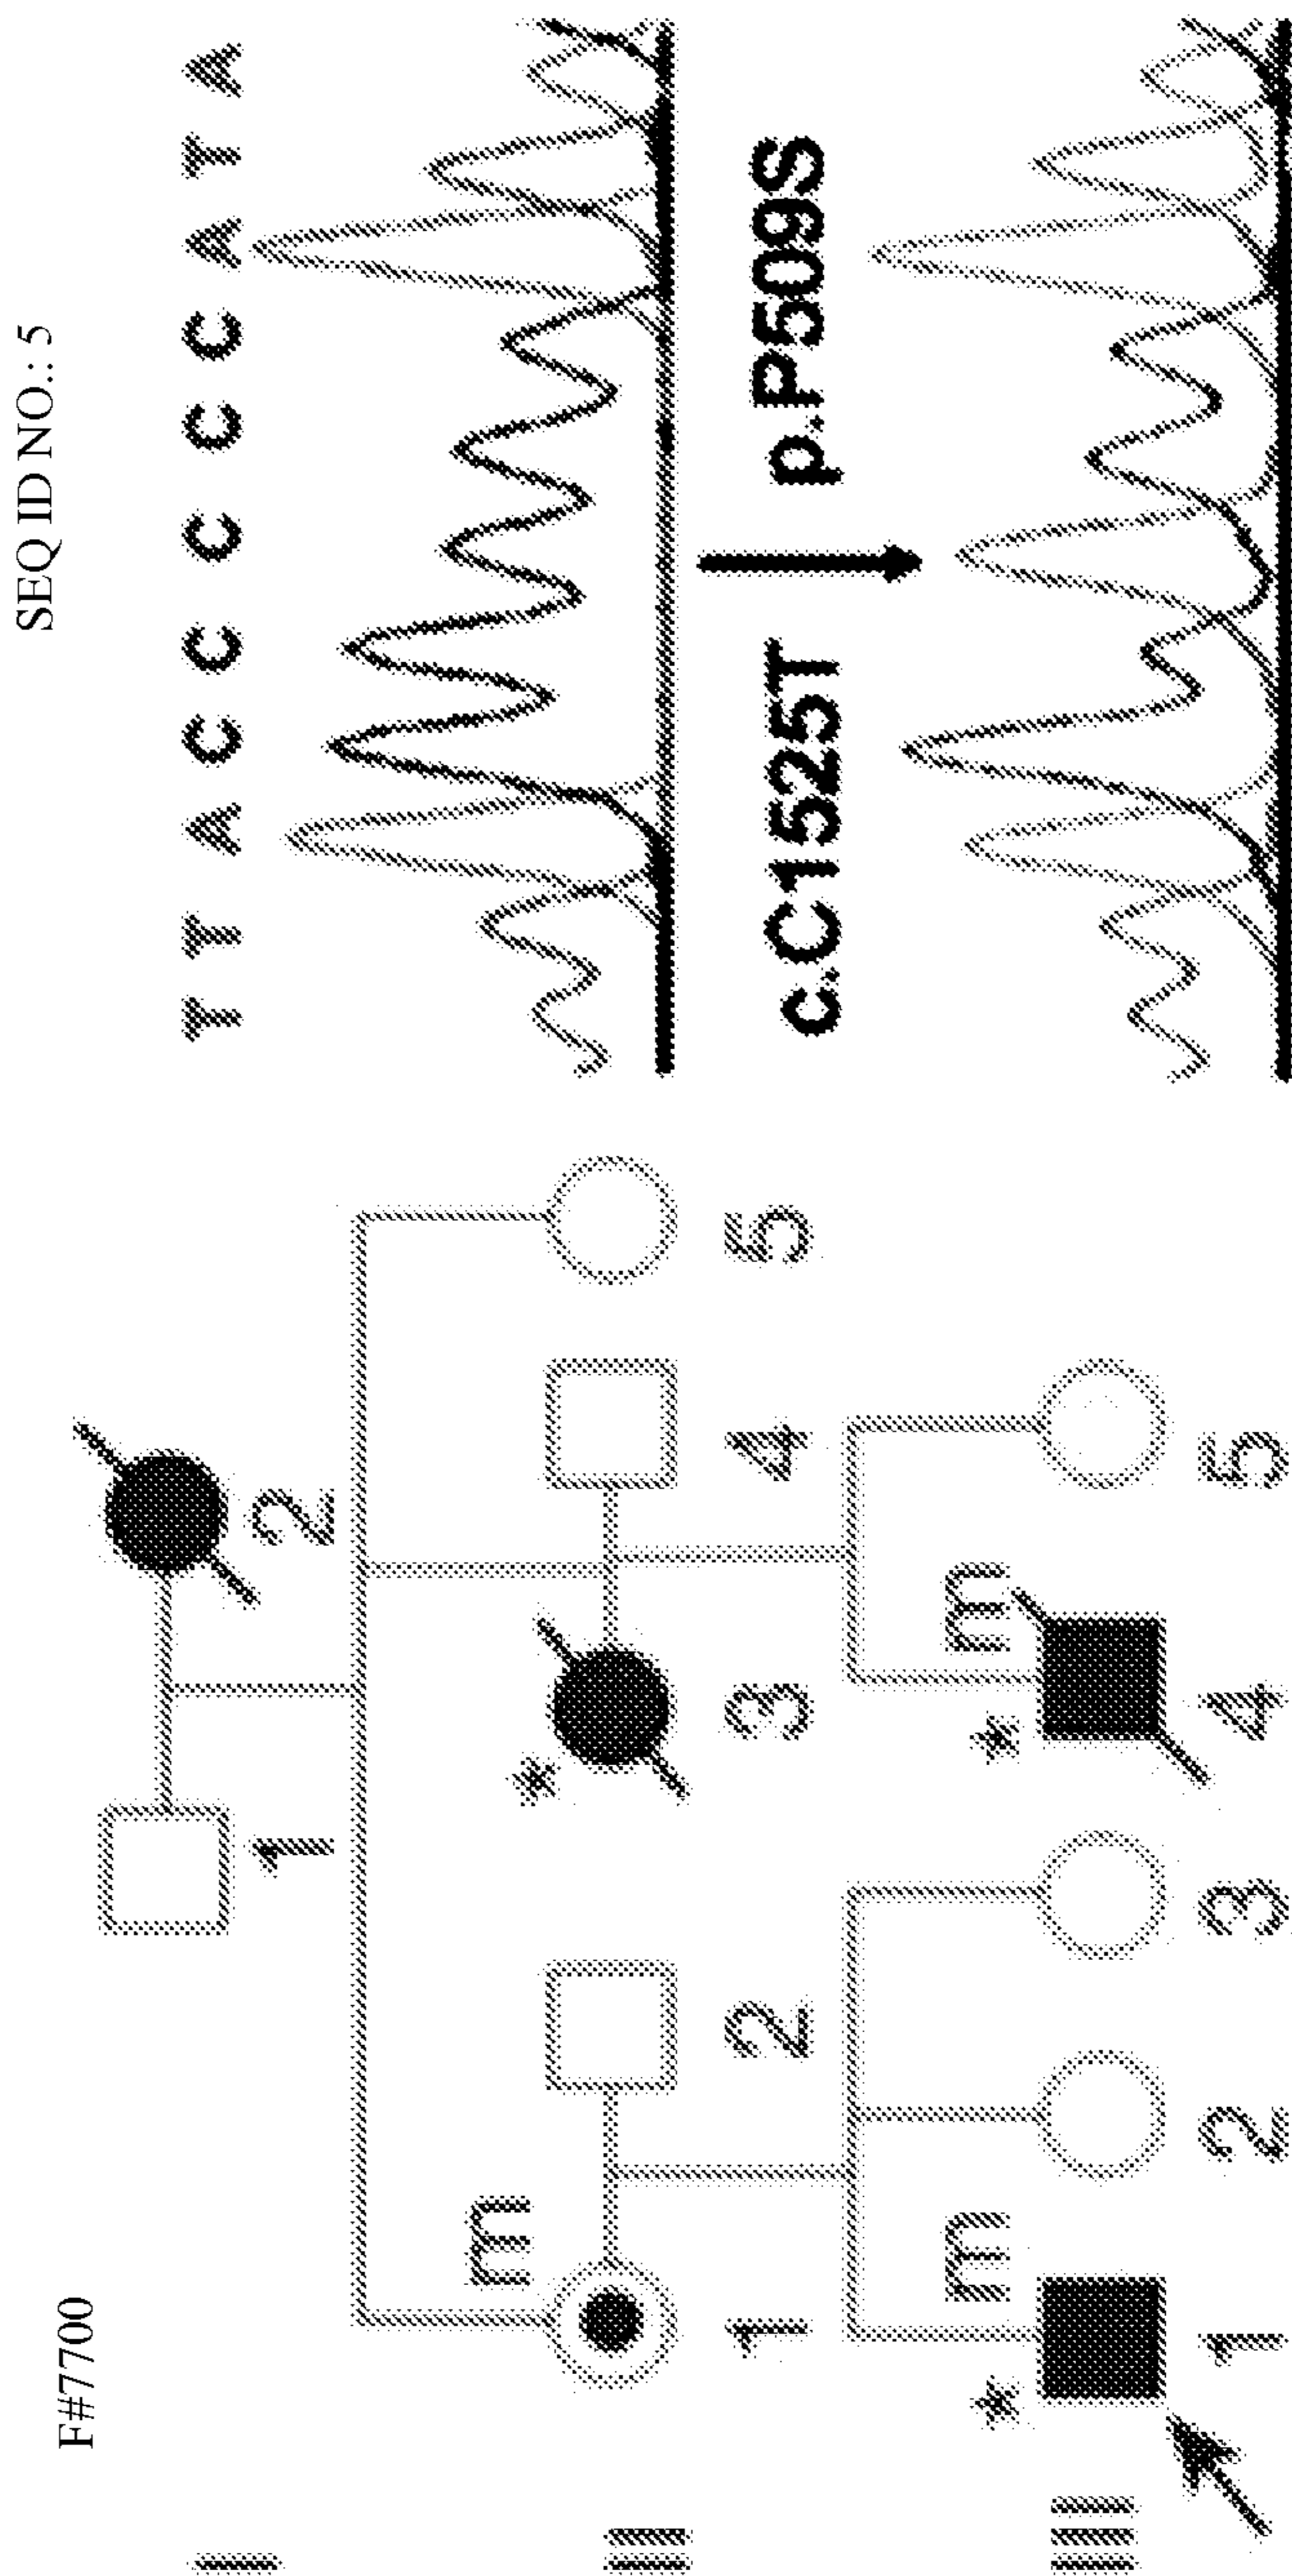 F#7700
I
1 2
II
m
1 2 3 4 5
*
III
* m * m
1 2 3 4 5
SEQ ID NO.: 5
T T A C C C C C A T A
c.C1525T p.P509S